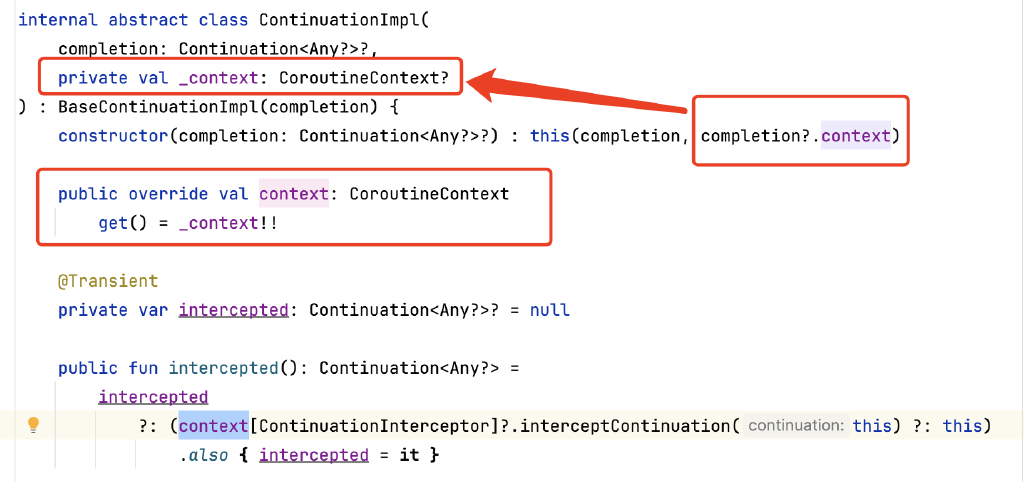 internal abstract class ContinuationImpl(
completion: Continuation<Any?>?,
private val _context: CoroutineContext?
) : BaseContinuationImpl(completion) {
constructor(completion: Continuation<Any?>?) : this(completion, completion?.context)
public override val context: CoroutineContext
get() = _context!!
@Transient
private var intercepted: Continuation<Any?>? = null
public fun intercepted(): Continuation<Any?> =
intercepted
?: (context[ContinuationInterceptor]?.interceptContinuation( continuation: this) ?: this)
.also { intercepted = it }